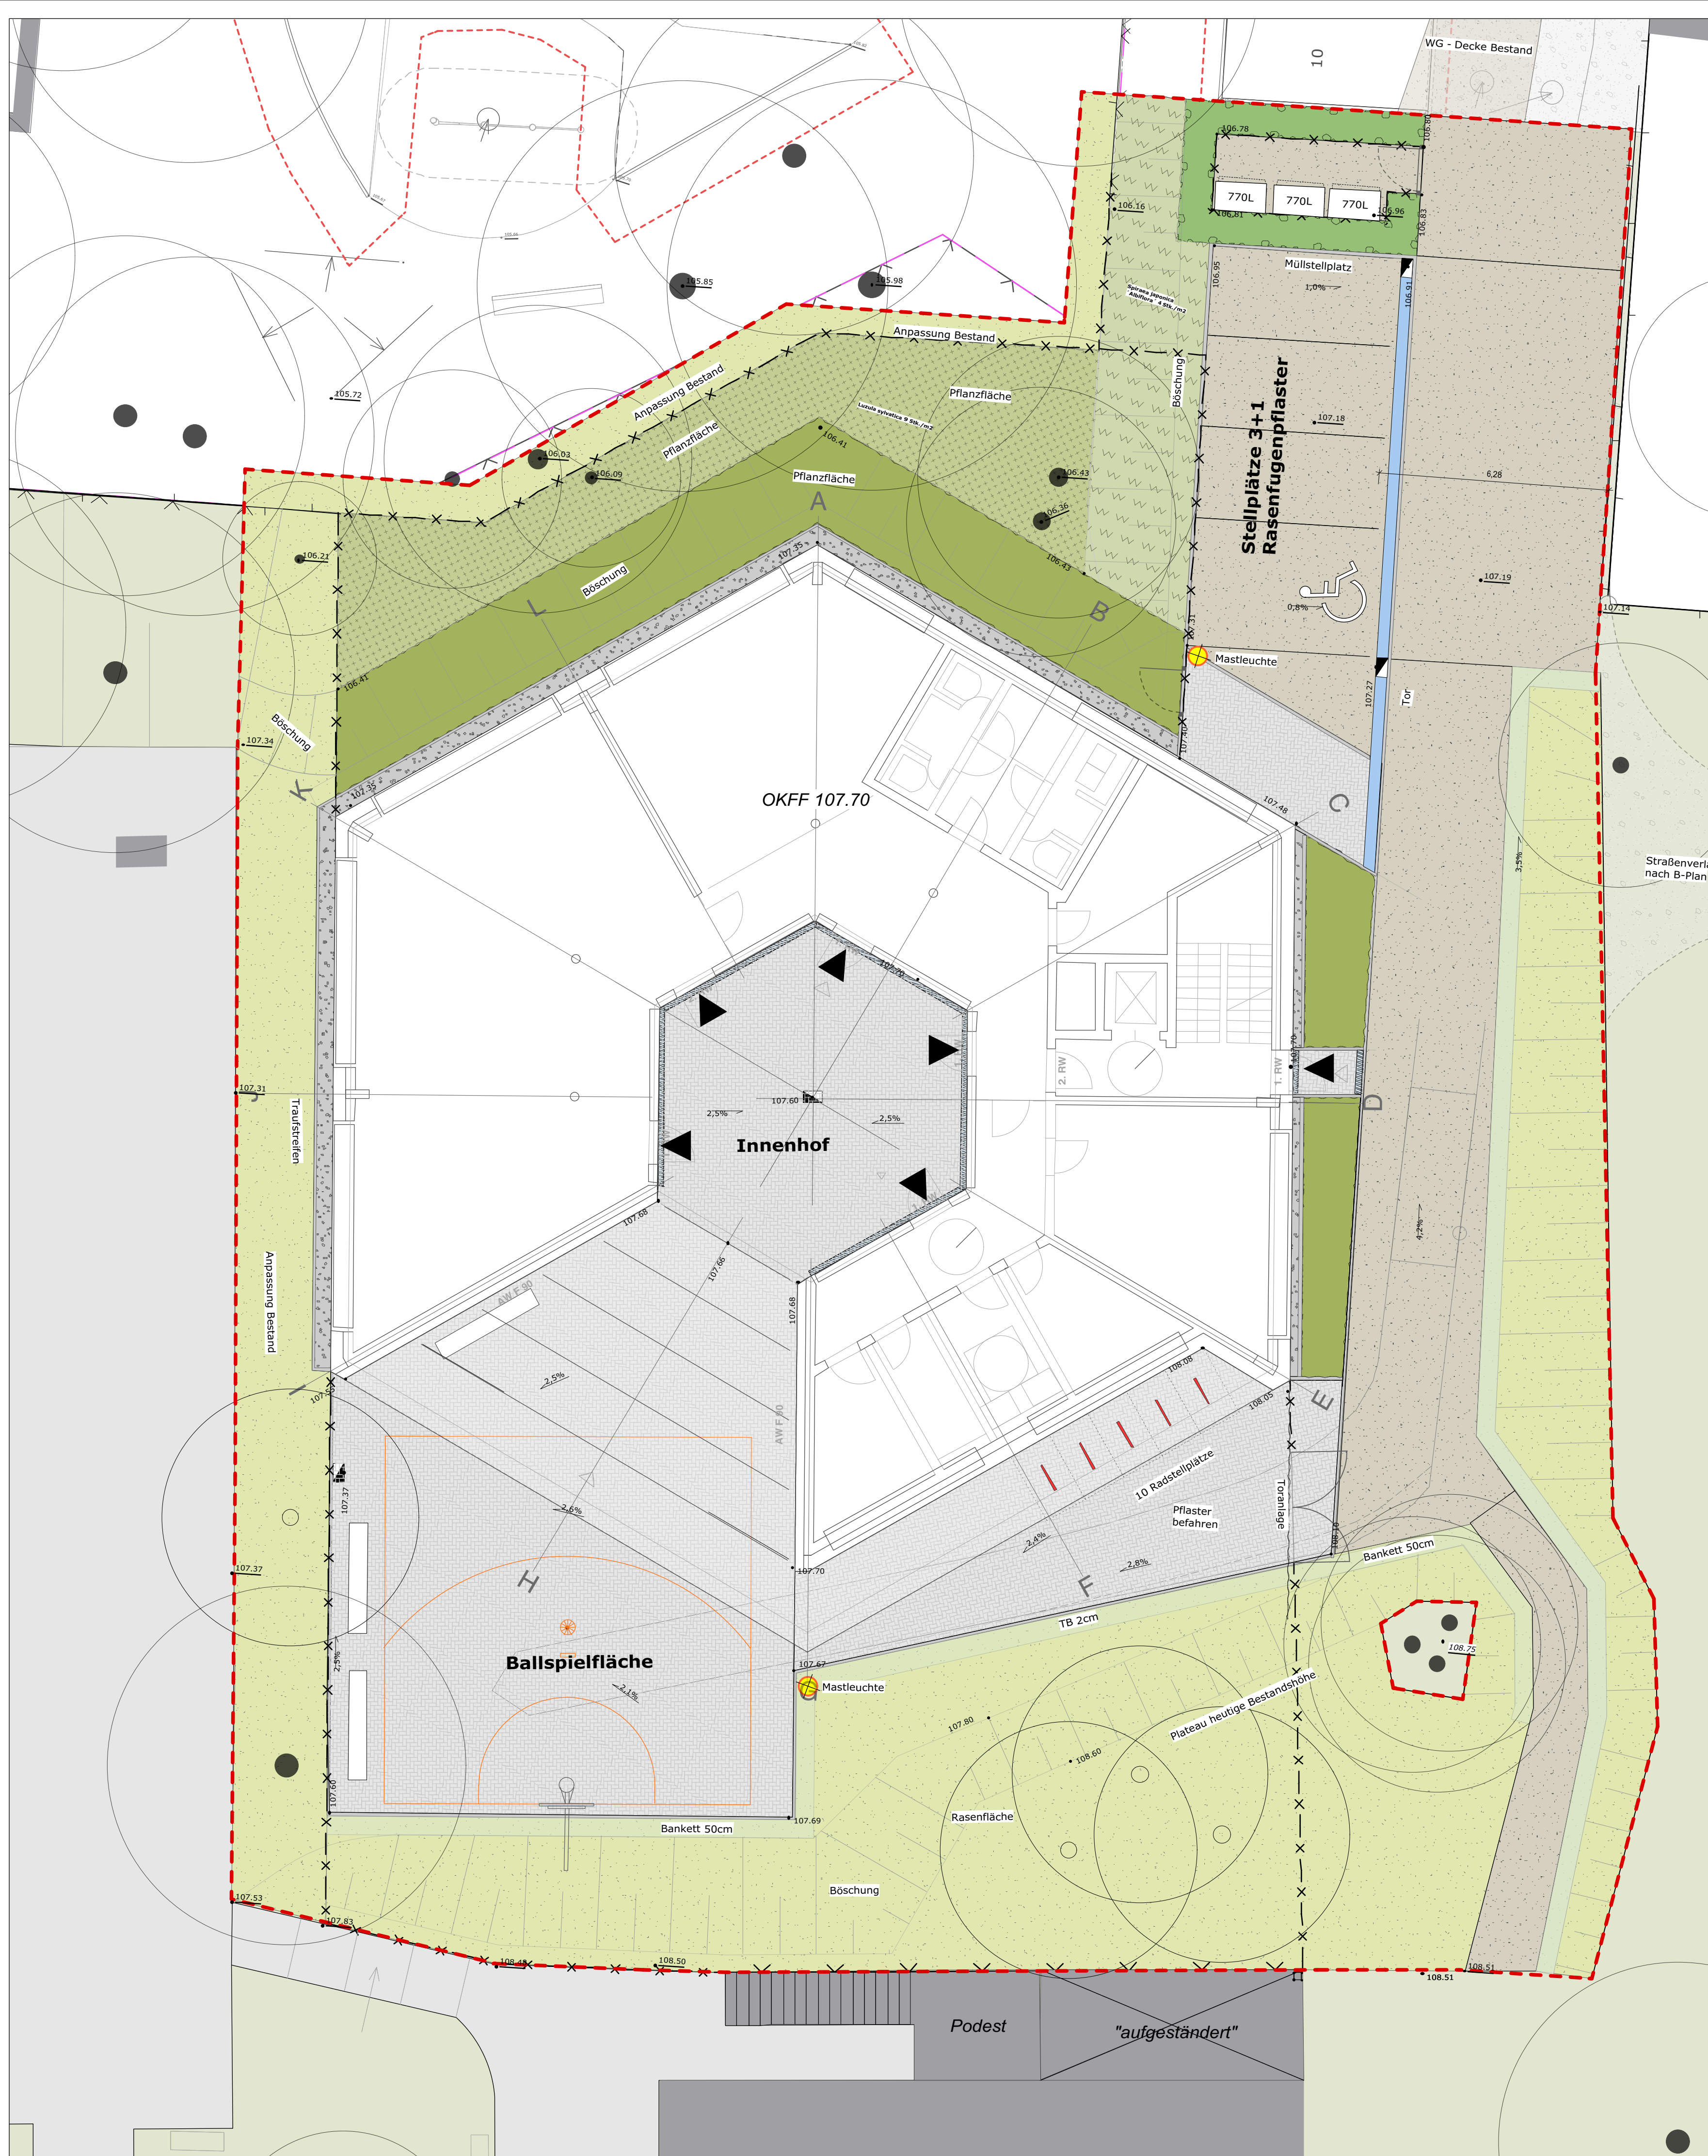 10
WG - Decke Bestand
106.78
106.80
770L
770L
770L
106.96
106.81
106.83
106.16
Müllstellplatz
1,0%
106.95
106.91
Spiraea japonica
Albiflora` 4 Stk./m2
105.85
105.98
Anpassung Bestand
Anpassung Bestand
Pflanzfläche
Böschung
105.72
Luzula sylvatica 9 Stk./m2
Pflanzfläche
Stellplätze 3+1
Rasenfugenpflaster
107.18
106.41
106.03
106.09
Pflanzfläche
106.43
6,28
A
106.36
106.21
107.35
106.43
Böschung
L
B
107.19
0,8%
107.14
107.31
Mastleuchte
106.41
Böschung
107.34
107.40
107.27
Tor
K
107.35
OKFF 107.70
107.48
C
3,5%
107.70
2. RW
1. RW
107.70
107.31
J
107.60
2,5%
2,5%
D
Innenhof
Traufstreifen
107.68
4,2%
107.66
Anpassung Bestand
AW F 90
107.68
108.08
2,5%
I
108.05
E
AW F 90
10 Radstellplätze
107.37
2,6%
Toranlage
Pflaster
befahren
2,4%
108.10
Bankett 50cm
2,8%
107.37
107.70
H
F
TB 2cm
108.75
2,5%
Ballspielfläche
107.67
2,1%
Mastleuchte
G
Plateau heutige Bestandshöhe
107.80
108.60
107.60
Rasenfläche
107.69
Bankett 50cm
Böschung
107.53
107.83
108.50
108.51
108.51
Podest
"aufgeständert"